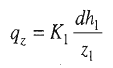 q_z = K_1 \frac{dh_1}{z_1}